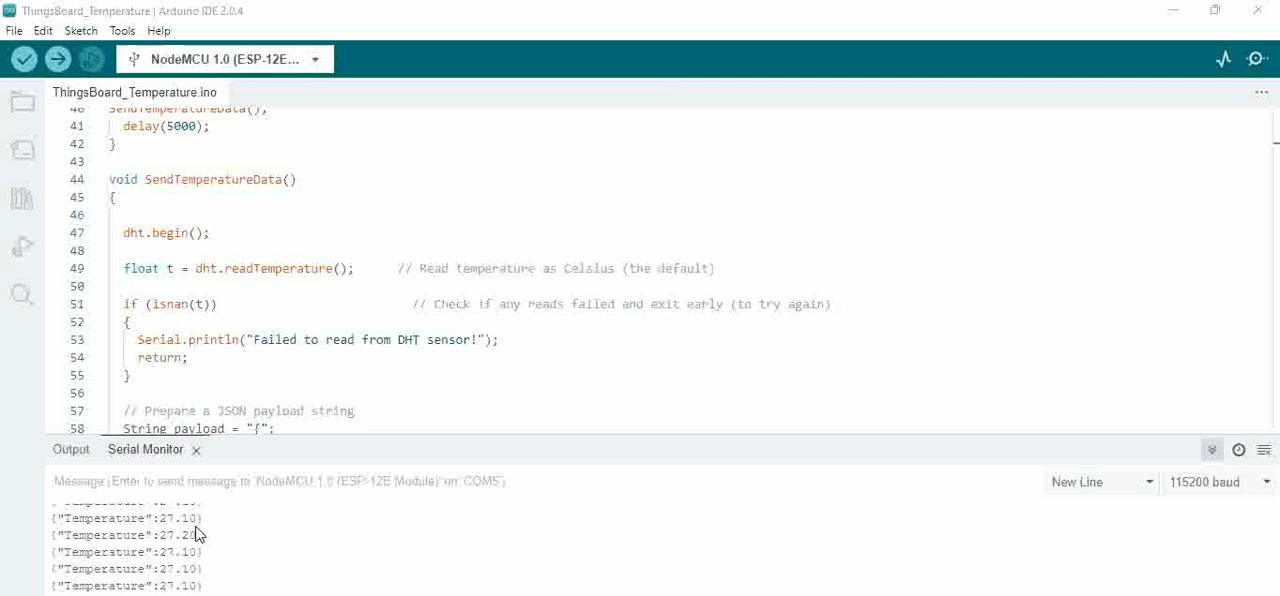 ThingsBoard_Temperature | Arduino IDE 2.0.4
File Edit Sketch Tools Help
NodeMCU 1.0 (ESP-12E...
ThingsBoard_Temperature.ino
40 SendTemperatureData();
41 delay(5000);
42 }
43
44 void SendTemperatureData()
45 {
46
47 dht.begin();
48
49 float t = dht.readTemperature(); // Read temperature as Celsius (the default)
50
51 if (isnan(t)) // Check if any reads failed and exit early (to try again)
52 {
53 Serial.println("Failed to read from DHT sensor!");
54 return;
55 }
56
57 // Prepare a JSON payload string
58 String payload = "{";
Output Serial Monitor
Message (Enter to send message to 'NodeMCU 1.0 (ESP-12E Module)' on 'COM5') New Line 115200 baud
{"Temperature":27.10}
{"Temperature":27.20
{"Temperature":27.10}
{"Temperature":27.10}
{"Temperature":27.10}